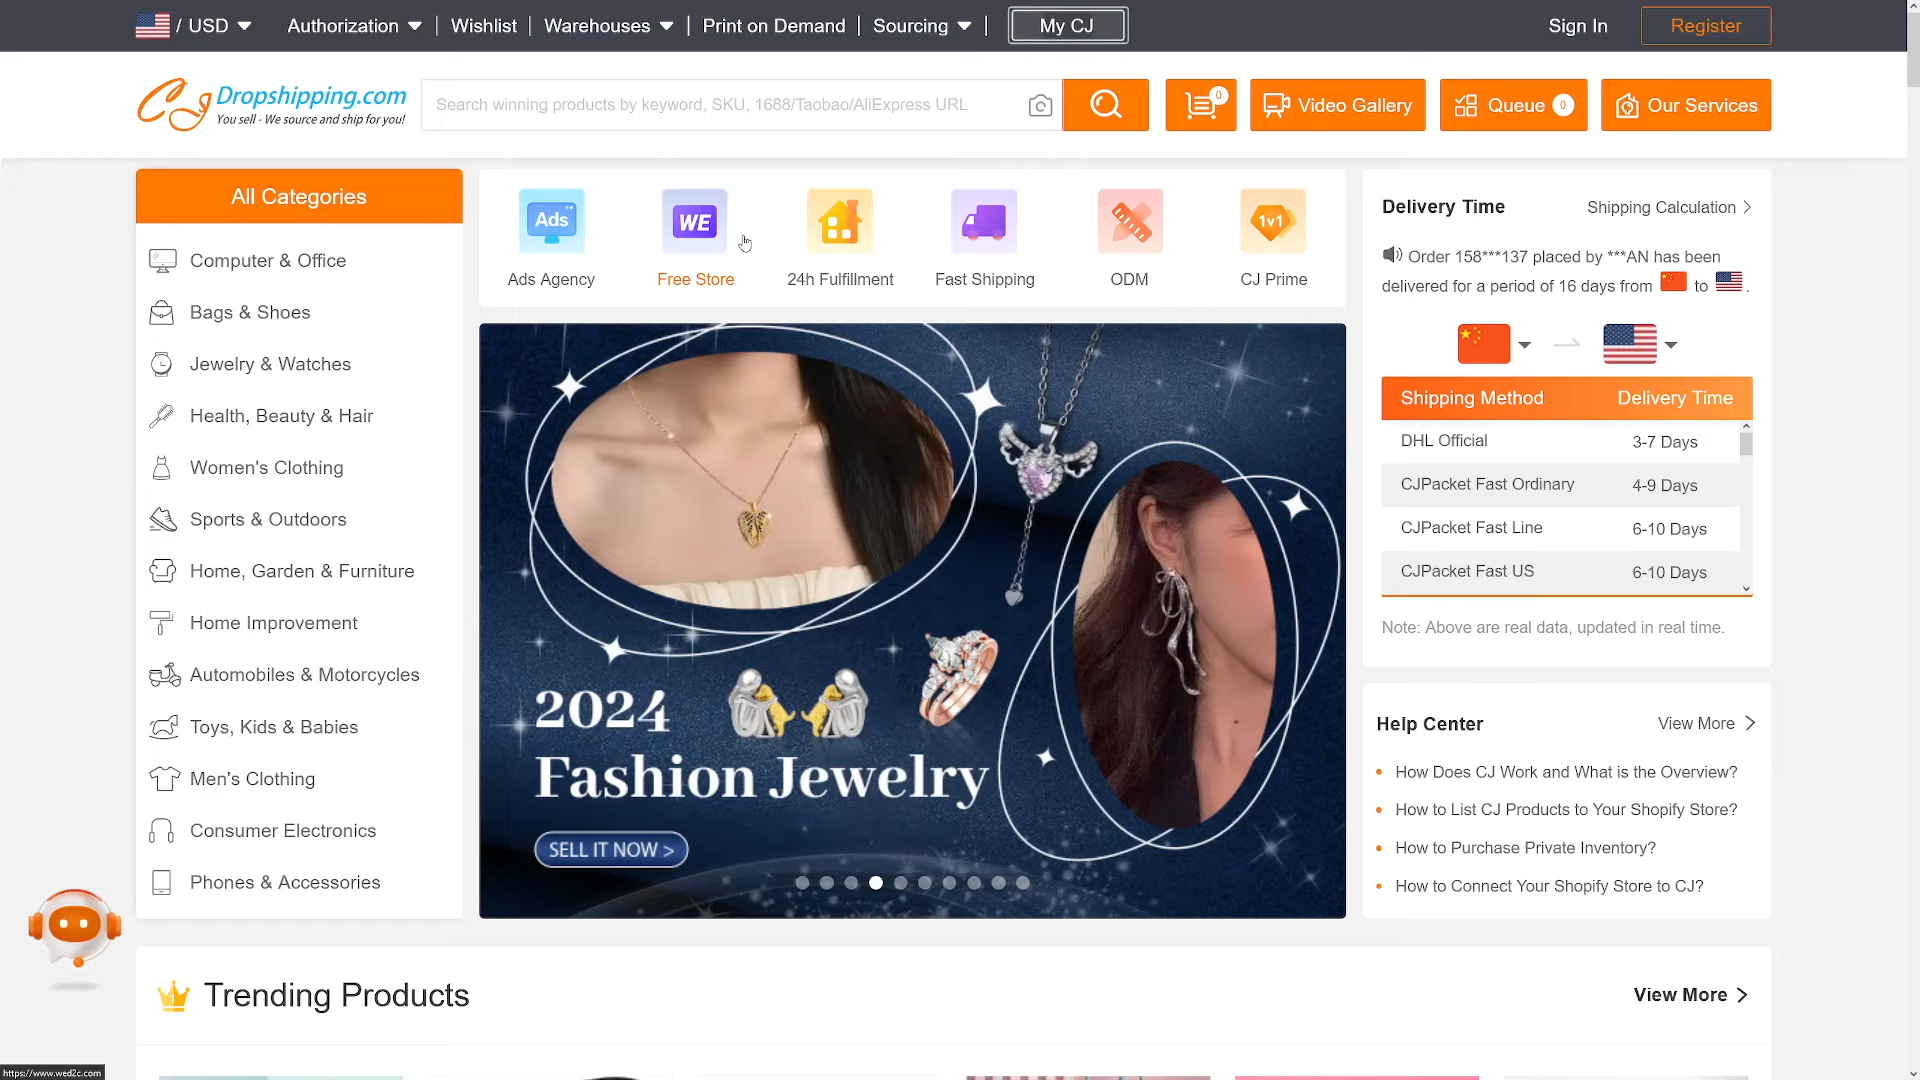 / USD
Authorization
Wishlist
Warehouses
Print on Demand
Sourcing
My CJ
Sign In
Register
CJ Dropshipping.com
You sell - We source and ship for you!
Search winning products by keyword, SKU, 1688/Taobao/AliExpress URL
0
Video Gallery
Queue 0
Our Services
All Categories
Computer & Office
Bags & Shoes
Jewelry & Watches
Health, Beauty & Hair
Women's Clothing
Sports & Outdoors
Home, Garden & Furniture
Home Improvement
Automobiles & Motorcycles
Toys, Kids & Babies
Men's Clothing
Consumer Electronics
Phones & Accessories
Ads
WE
1v1
Ads Agency
Free Store
24h Fulfillment
Fast Shipping
ODM
CJ Prime
2024
Fashion Jewelry
SELL IT NOW >
Delivery Time
Shipping Calculation >
Order 158***137 placed by ***AN has been
delivered for a period of 16 days from to .
Shipping Method Delivery Time
DHL Official 3-7 Days
CJPacket Fast Ordinary 4-9 Days
CJPacket Fast Line 6-10 Days
CJPacket Fast US 6-10 Days
Note: Above are real data, updated in real time.
Help Center
View More >
How Does CJ Work and What is the Overview?
How to List CJ Products to Your Shopify Store?
How to Purchase Private Inventory?
How to Connect Your Shopify Store to CJ?
Trending Products
View More >
https://www.wed2c.com